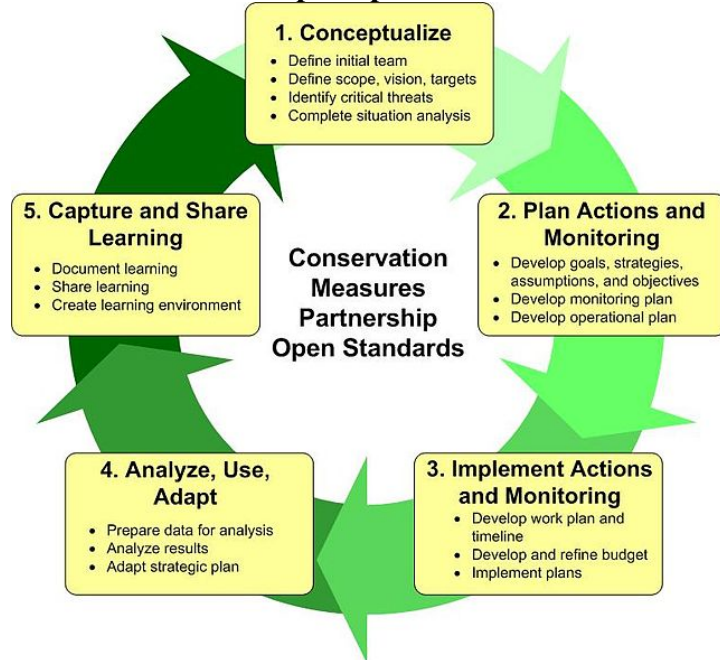 1. Conceptualize
• Define initial team
• Define scope, vision, targets
• Identify critical threats
• Complete situation analysis
2. Plan Actions and
Monitoring
• Develop goals, strategies,
assumptions, and objectives
• Develop monitoring plan
• Develop operational plan
3. Implement Actions
and Monitoring
• Develop work plan and
timeline
• Develop and refine budget
• Implement plans
4. Analyze, Use,
Adapt
• Prepare data for analysis
• Analyze results
• Adapt strategic plan
5. Capture and Share
Learning
• Document learning
• Share learning
• Create learning environment
Conservation
Measures
Partnership
Open Standards